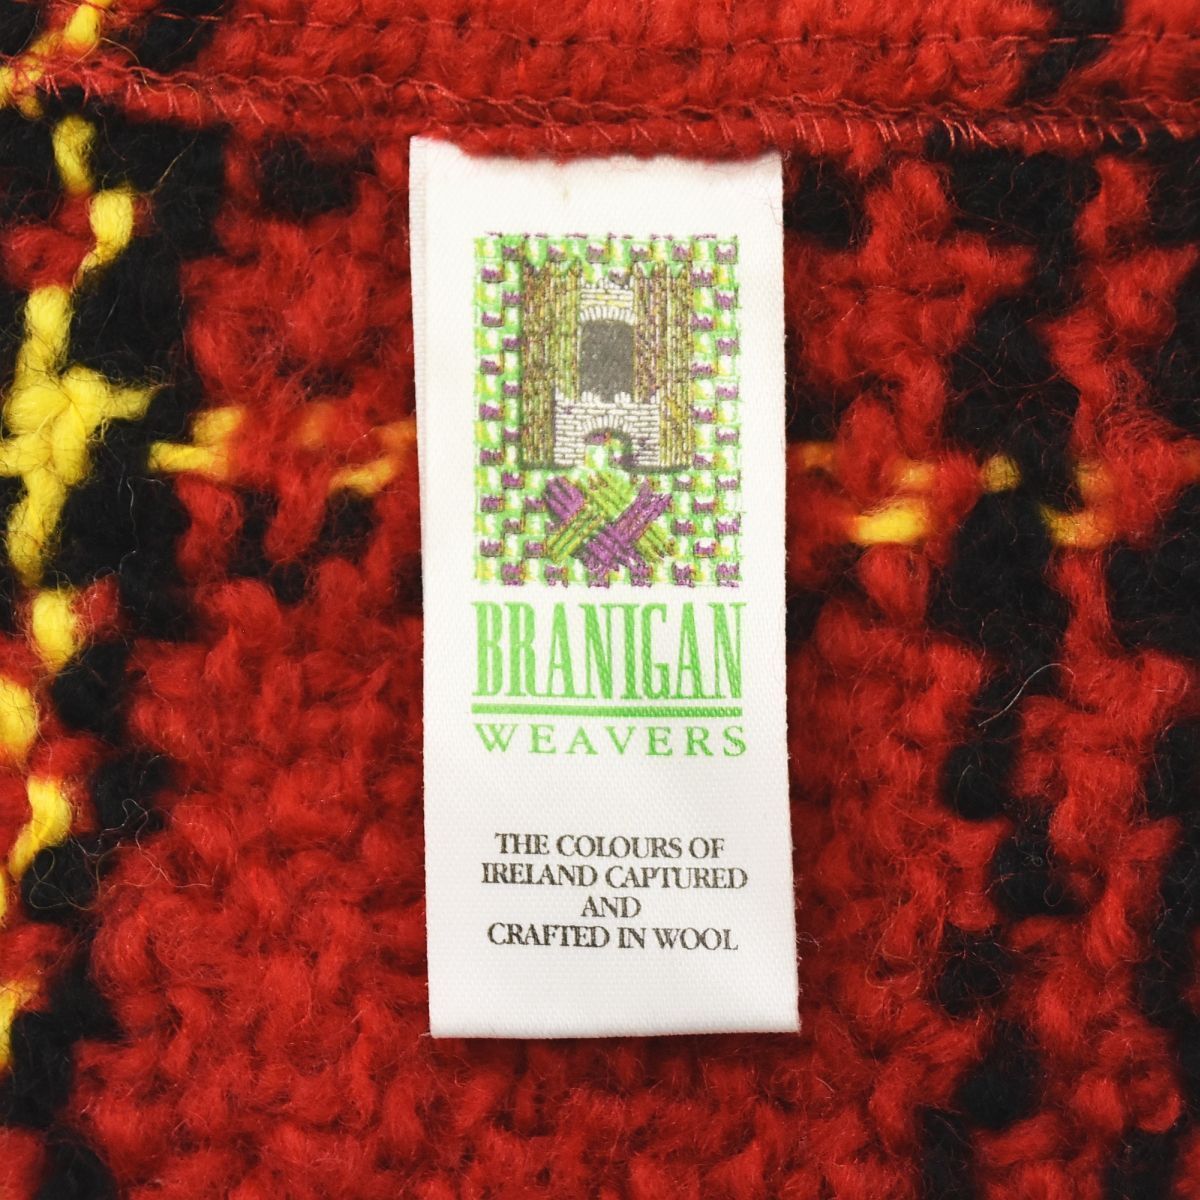 BRANIGAN
WEAVERS
THE COLOURS OF
IRELAND CAPTURED
AND
CRAFTED IN WOOL